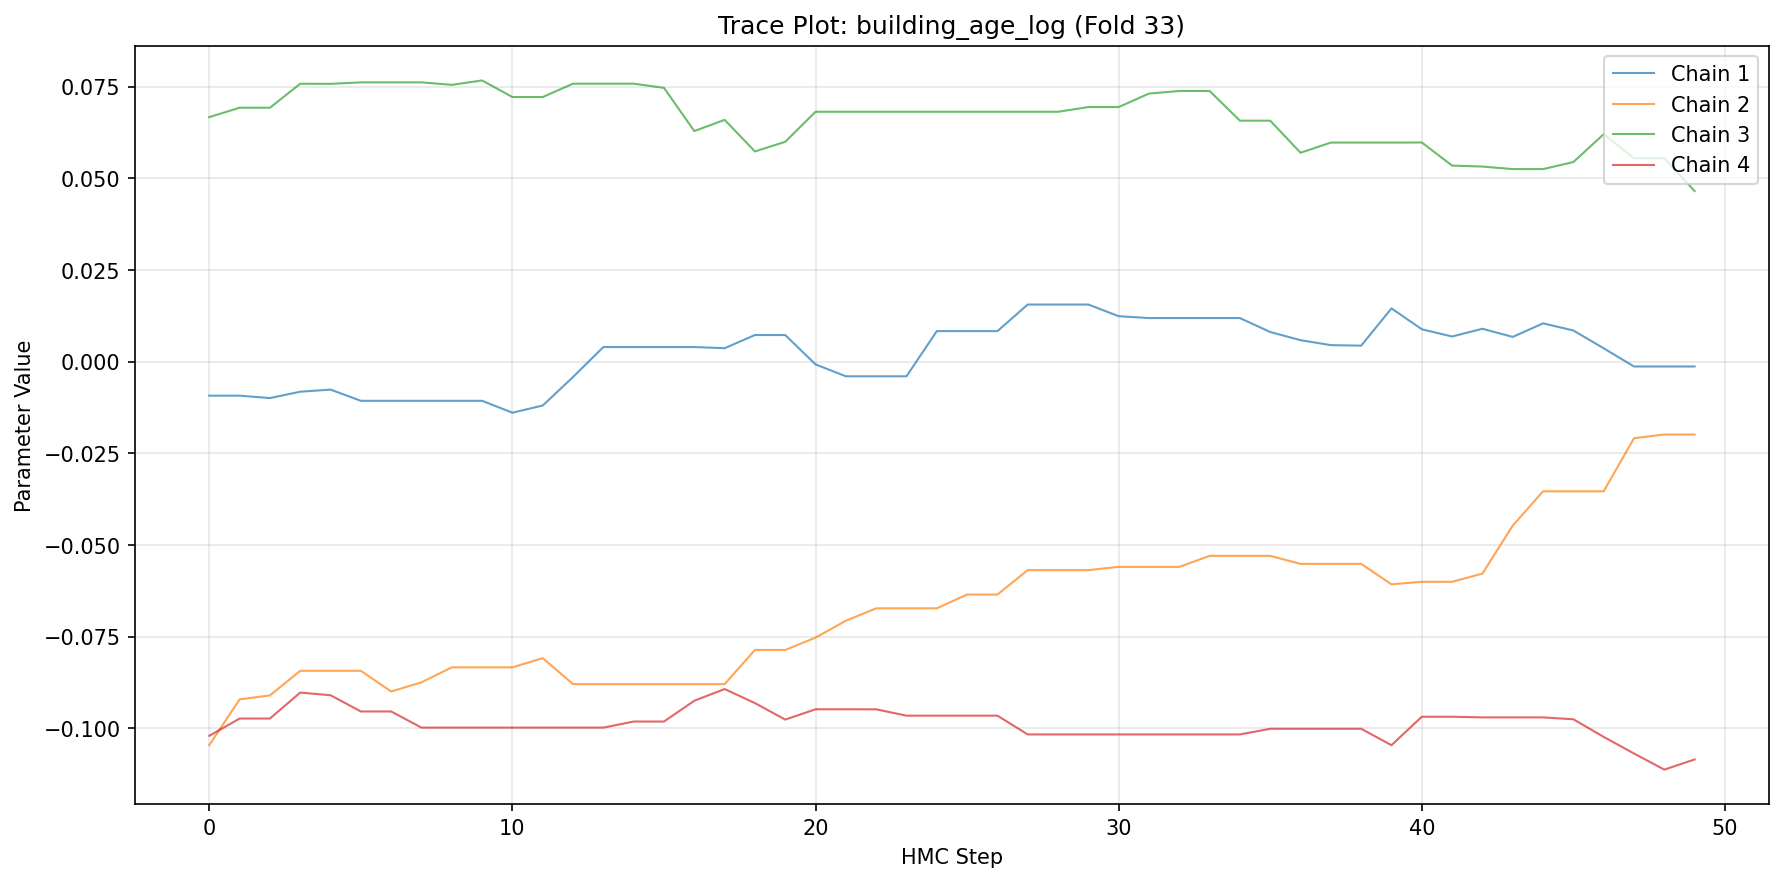 Trace Plot: building_age_log (Fold 33)
Chain 1
Chain 2
Chain 3
Chain 4
0.075
0.050
0.025
0.000
−0.025
−0.050
−0.075
−0.100
Parameter Value
0 10 20 30 40 50
HMC Step